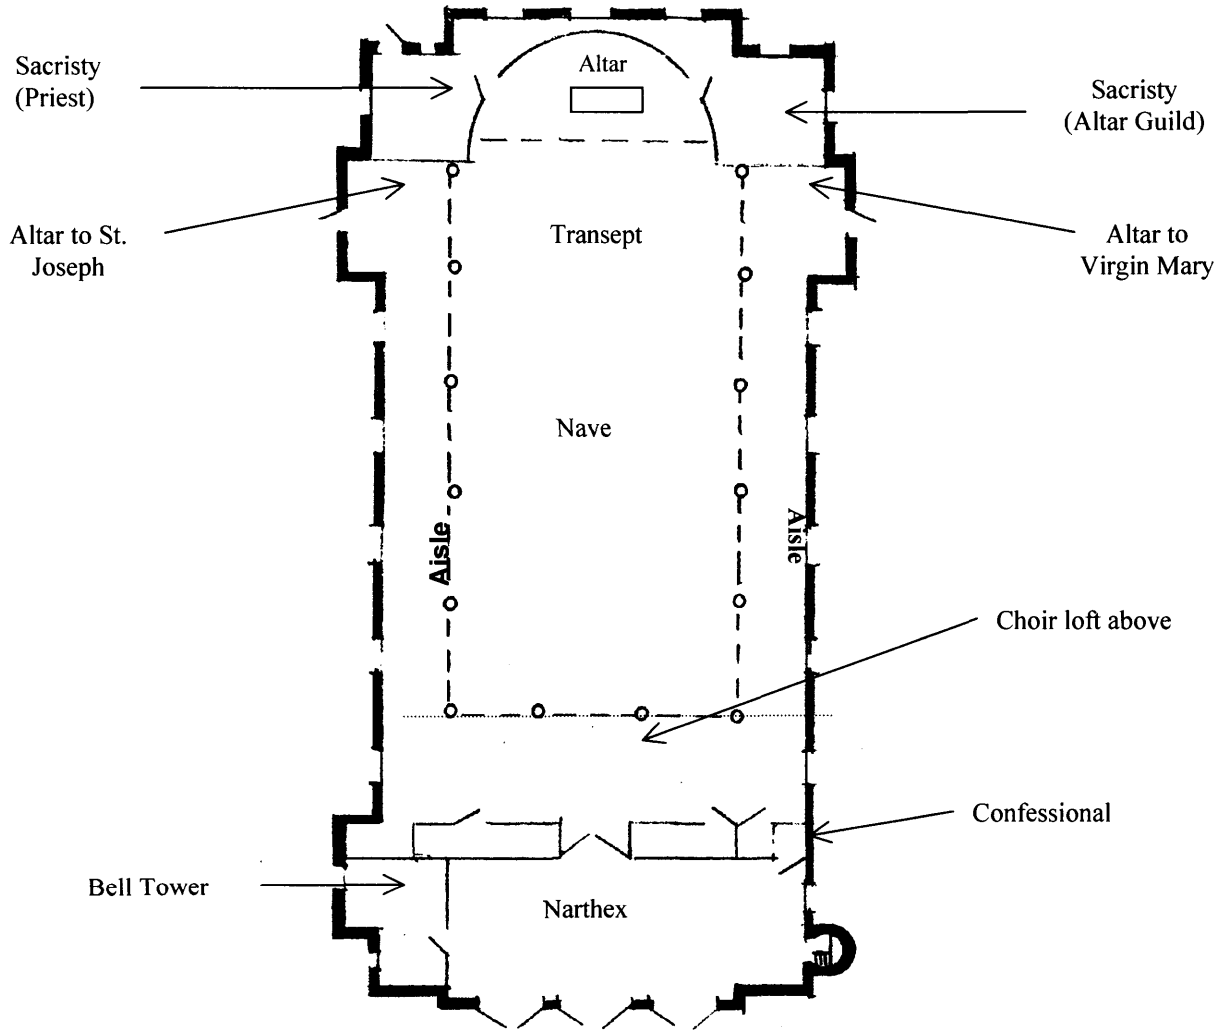 Altar
Sacristy
(Priest)
Sacristy
(Altar Guild)
Altar to St.
Joseph
Transept
Altar to
Virgin Mary
Nave
Aisle
Aisle
Choir loft above
Confessional
Bell Tower
Narthex